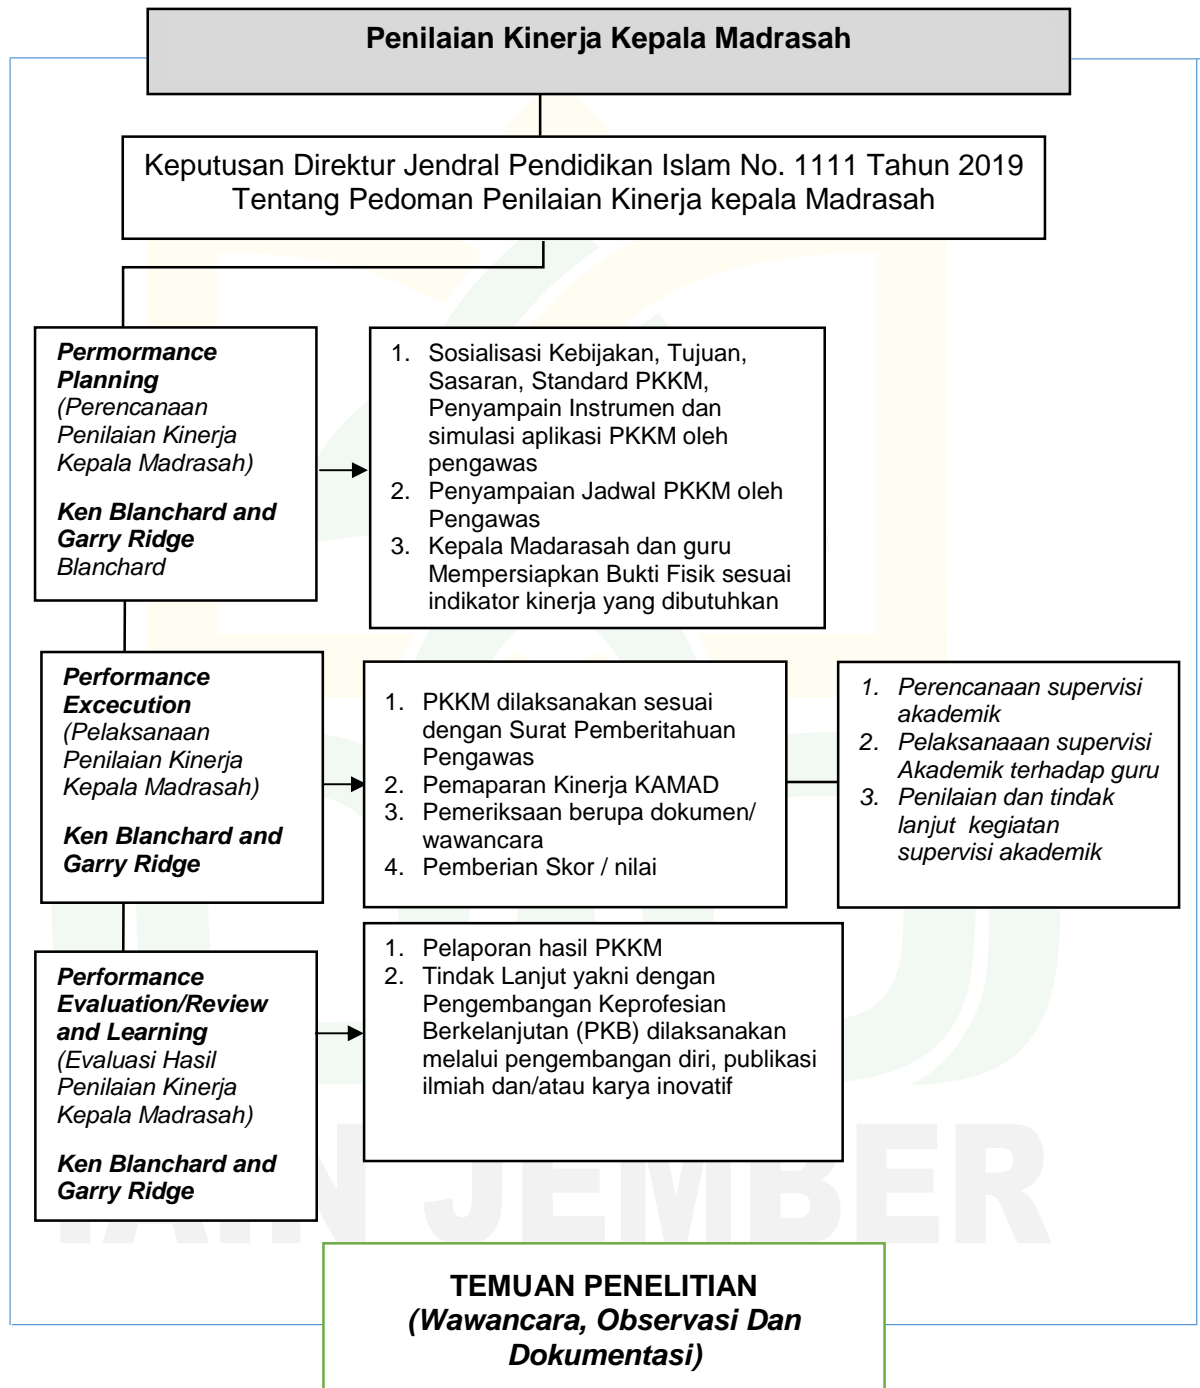 Penilaian Kinerja Kepala Madrasah
Keputusan Direktur Jendral Pendidikan Islam No. 1111 Tahun 2019
Tentang Pedoman Penilaian Kinerja kepala Madrasah
Permormance
Planning
(Perencanaan
Penilaian Kinerja
Kepala Madrasah)
Ken Blanchard and
Garry Ridge
Blanchard
1. Sosialisasi Kebijakan, Tujuan,
Sasaran, Standard PKKM,
Penyampain Instrumen dan
simulasi aplikasi PKKM oleh
pengawas
2. Penyampaian Jadwal PKKM oleh
Pengawas
3. Kepala Madarasah dan guru
Mempersiapkan Bukti Fisik sesuai
indikator kinerja yang dibutuhkan
Performance
Excecution
(Pelaksanaan
Penilaian Kinerja
Kepala Madrasah)
Ken Blanchard and
Garry Ridge
1. PKKM dilaksanakan sesuai
dengan Surat Pemberitahuan
Pengawas
2. Pemaparan Kinerja KAMAD
3. Pemeriksaan berupa dokumen/
wawancara
4. Pemberian Skor / nilai
1. Perencanaan supervisi
akademik
2. Pelaksanaaan supervisi
Akademik terhadap guru
3. Penilaian dan tindak
lanjut kegiatan
supervisi akademik
Performance
Evaluation/Review
and Learning
(Evaluasi Hasil
Penilaian Kinerja
Kepala Madrasah)
Ken Blanchard and
Garry Ridge
1. Pelaporan hasil PKKM
2. Tindak Lanjut yakni dengan
Pengembangan Keprofesian
Berkelanjutan (PKB) dilaksanakan
melalui pengembangan diri, publikasi
ilmiah dan/atau karya inovatif
IAIN JEMBER
TEMUAN PENELITIAN
(Wawancara, Observasi Dan
Dokumentasi)